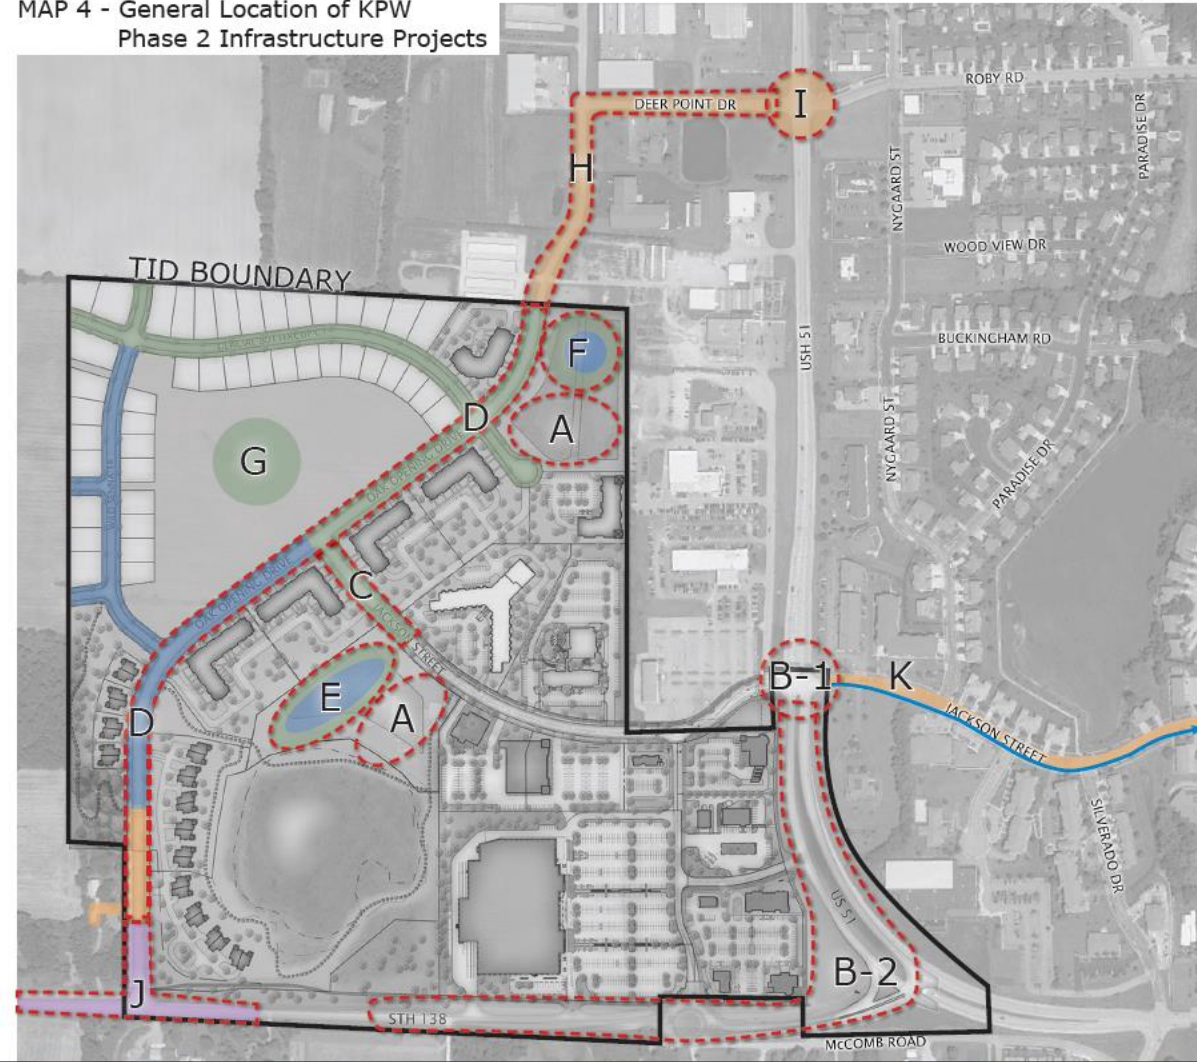 MAP 4 - General Location of KPW
Phase 2 Infrastructure Projects
ROBY RD
DEER POINT DR
I
PARADISE DR
H
NYGAARD ST
WOOD VIEW DR
TID BOUNDARY
USH 51
BUCKINGHAM RD
F
D
A
G
OAK OPENING DRIVE
NYGAARD ST
PARADISE DR
OAK OPENING DRIVE
C
JACKSON STREET
B-1
K
E
A
D
JACKSON STREET
SILVERADO DR
US 51
B-2
J
STH 138
McCOMB ROAD